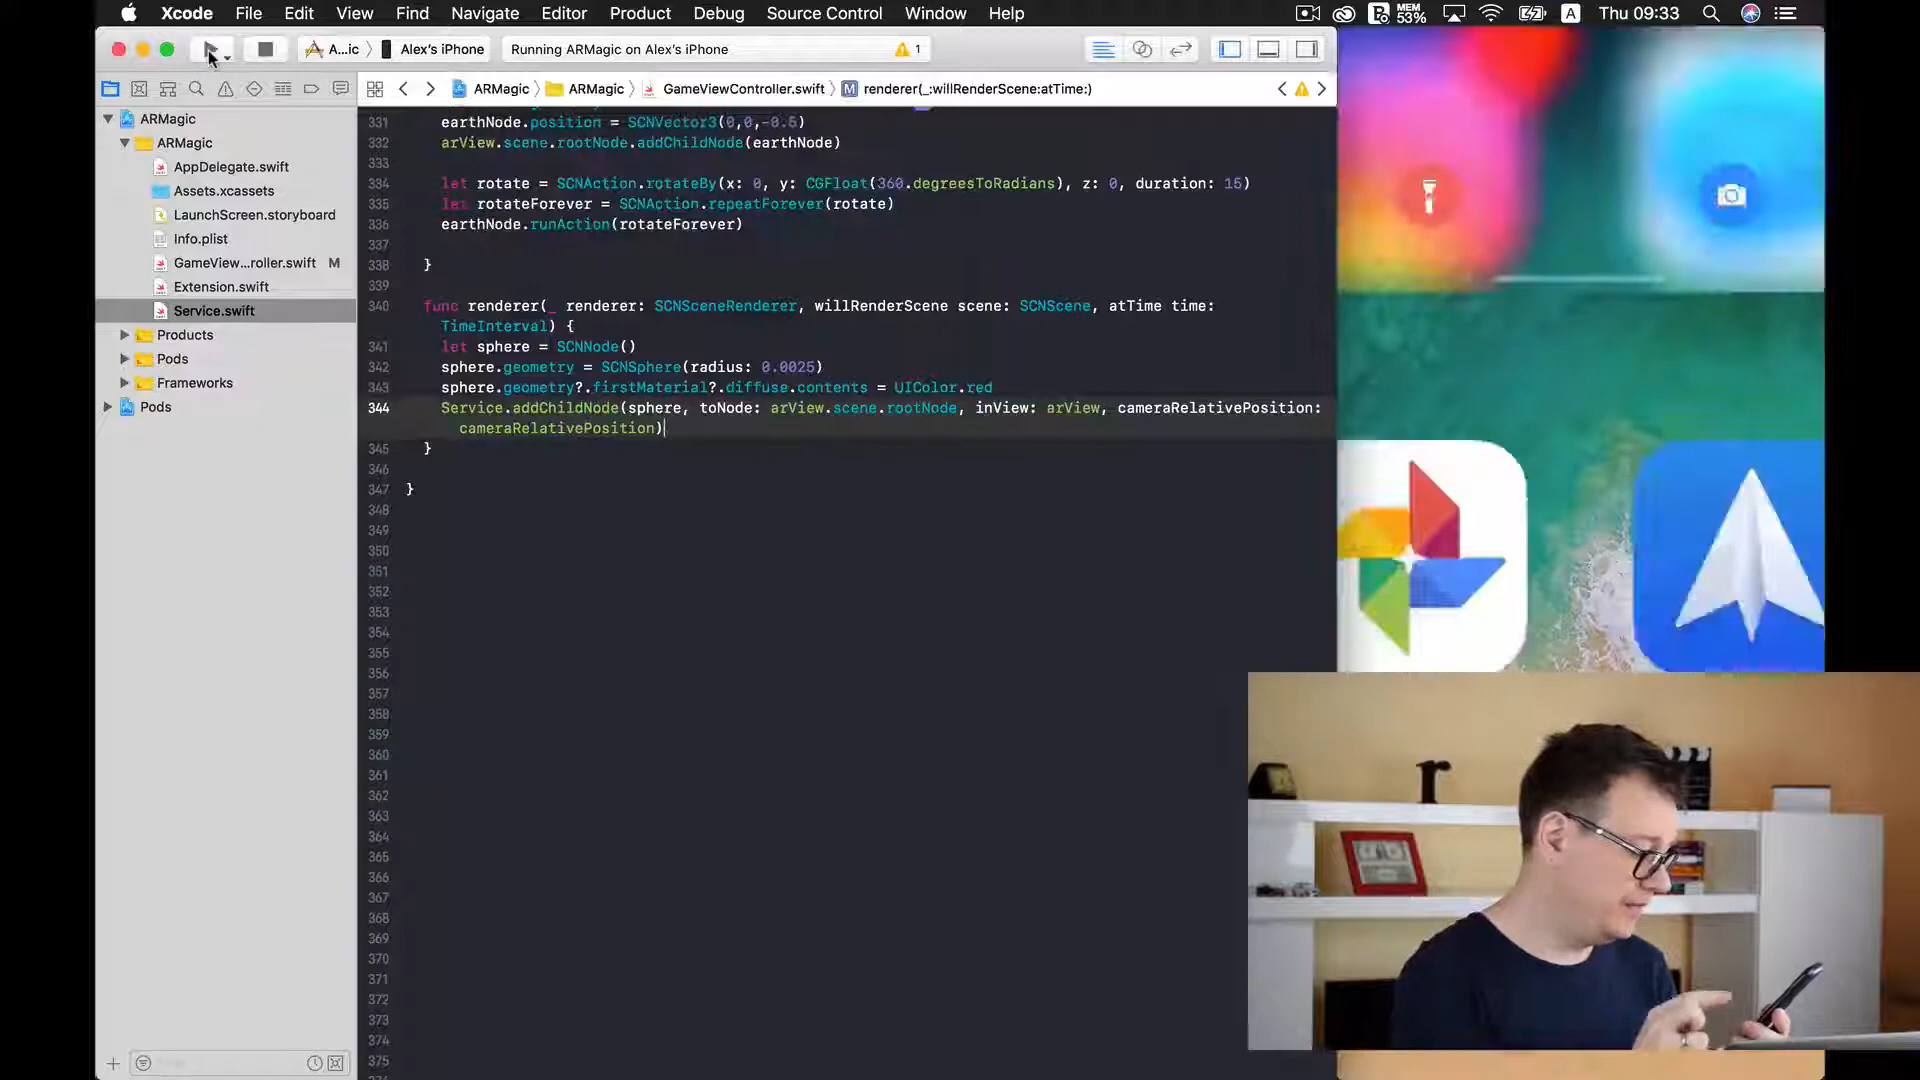 Xcode File Edit View Find Navigate Editor Product Debug Source Control Window Help MEM 53% A Thu 09:33
A...ic Alex's iPhone Running ARMagic on Alex's iPhone 1
ARMagic ARMagic GameViewController.swift M renderer(_:willRenderScene:atTime:)
ARMagic
ARMagic
AppDelegate.swift
Assets.xcassets
LaunchScreen.storyboard
Info.plist
GameView...roller.swift M
Extension.swift
Service.swift
Products
Pods
Frameworks
Pods
331 earthNode.position = SCNVector3(0,0,-0.5)
332 arView.scene.rootNode.addChildNode(earthNode)
333
334 let rotate = SCNAction.rotateBy(x: 0, y: CGFloat(360.degreesToRadians), z: 0, duration: 15)
335 let rotateForever = SCNAction.repeatForever(rotate)
336 earthNode.runAction(rotateForever)
337
338 }
339
340 func renderer(_ renderer: SCNSceneRenderer, willRenderScene scene: SCNScene, atTime time:
TimeInterval) {
341 let sphere = SCNNode()
342 sphere.geometry = SCNSphere(radius: 0.0025)
343 sphere.geometry?.firstMaterial?.diffuse.contents = UIColor.red
344 Service.addChildNode(sphere, toNode: arView.scene.rootNode, inView: arView, cameraRelativePosition:
cameraRelativePosition)
345 }
346
347 }
348
349
350
351
352
353
354
355
356
357
358
359
360
361
362
363
364
365
366
367
368
369
370
371
372
373
374
375